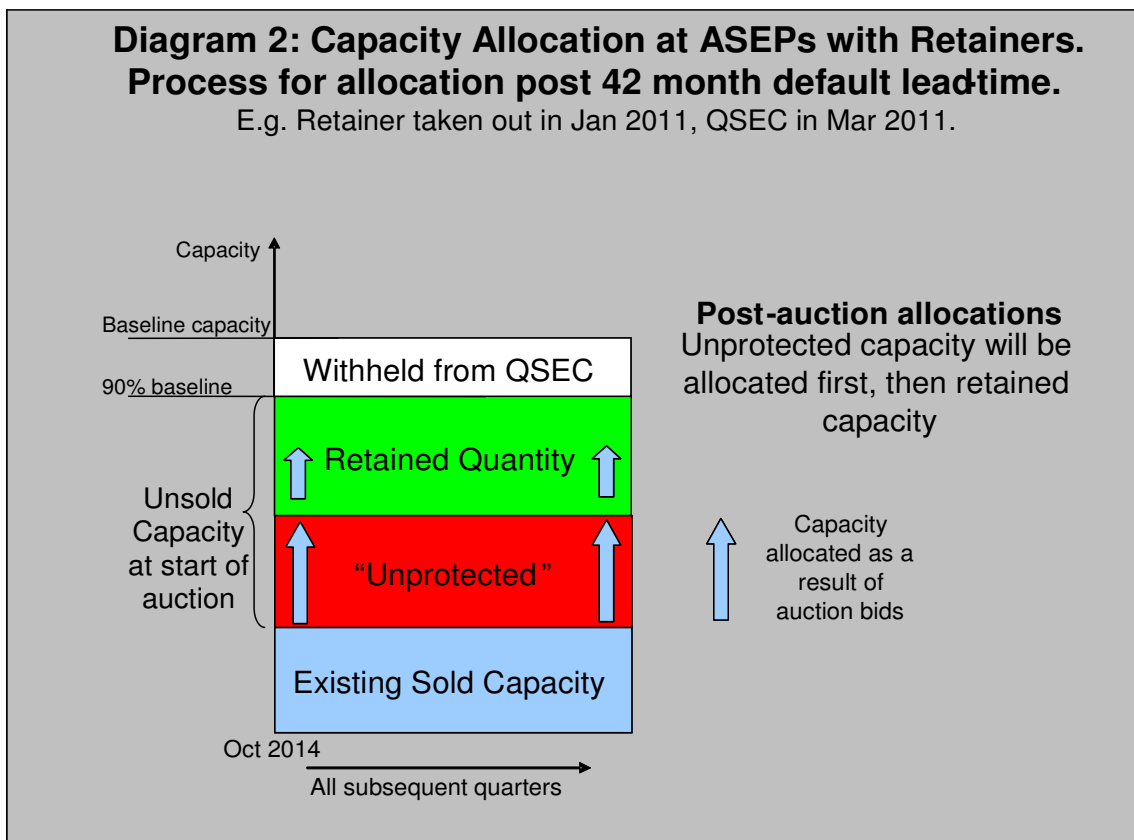 Diagram 2: Capacity Allocation at ASEPs with Retainers.
Process for allocation post 42 month default lead-time.
E.g. Retainer taken out in Jan 2011, QSEC in Mar 2011.
Capacity
Baseline capacity
Withheld from QSEC
90% baseline
Retained Quantity
Unsold
Capacity
at start of
auction
“Unprotected”
Existing Sold Capacity
Oct 2014
All subsequent quarters
Post-auction allocations
Unprotected capacity will be
allocated first, then retained
capacity
Capacity
allocated as a
result of
auction bids